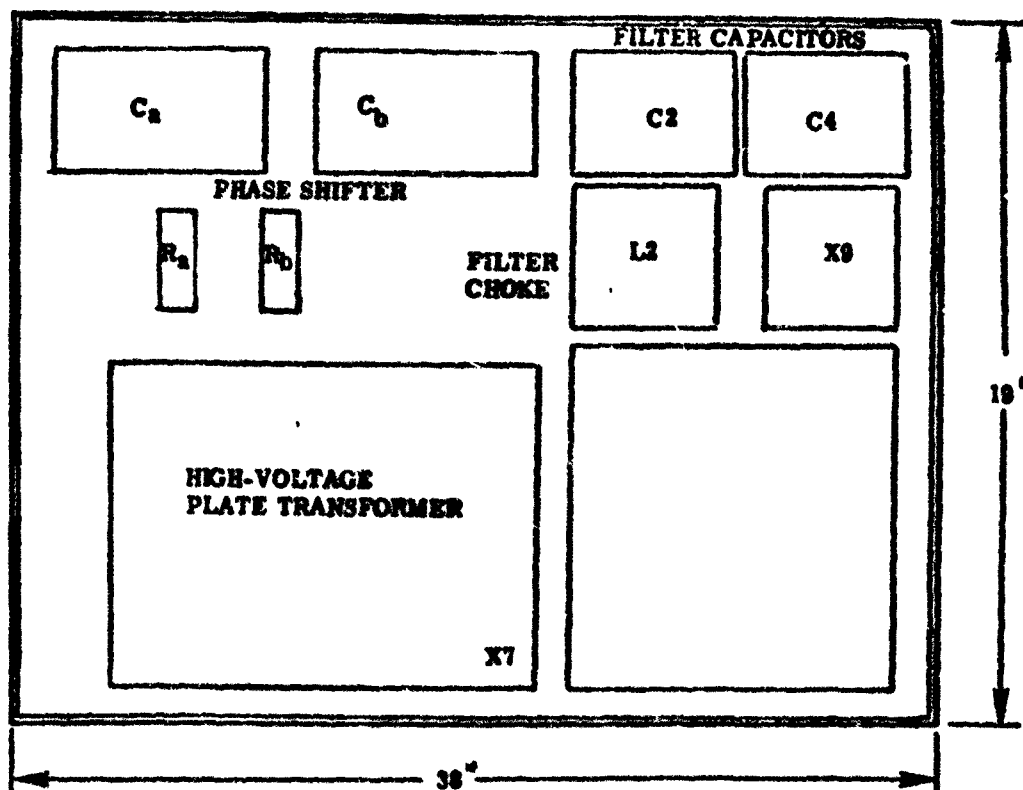 FILTER CAPACITORS
Ca
Cb
C2
C4
PHASE SHIFTER
Ra
Rb
FILTER
CHOKE
L2
X9
19"
HIGH-VOLTAGE
PLATE TRANSFORMER
X7
38"